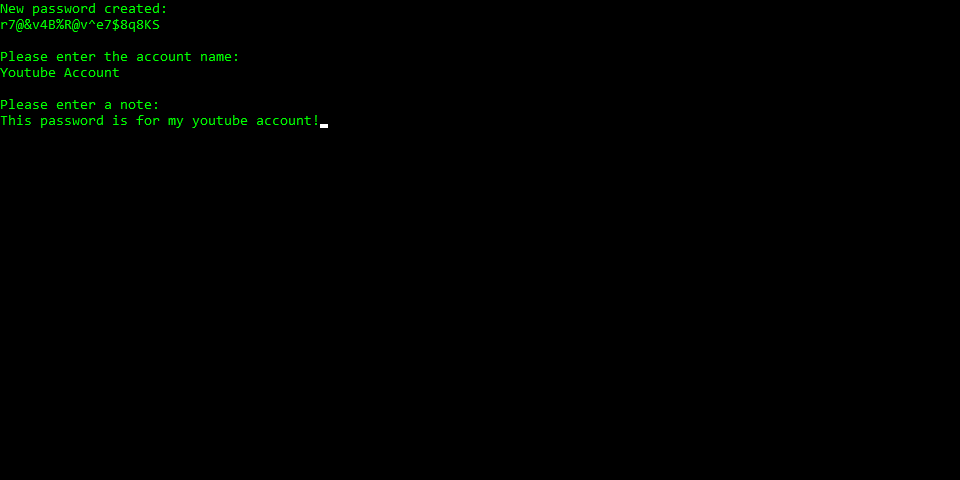 New password created:
r7@&v4B%R@v^e7$8q8KS
Please enter the account name:
Youtube Account
Please enter a note:
This password is for my youtube account!